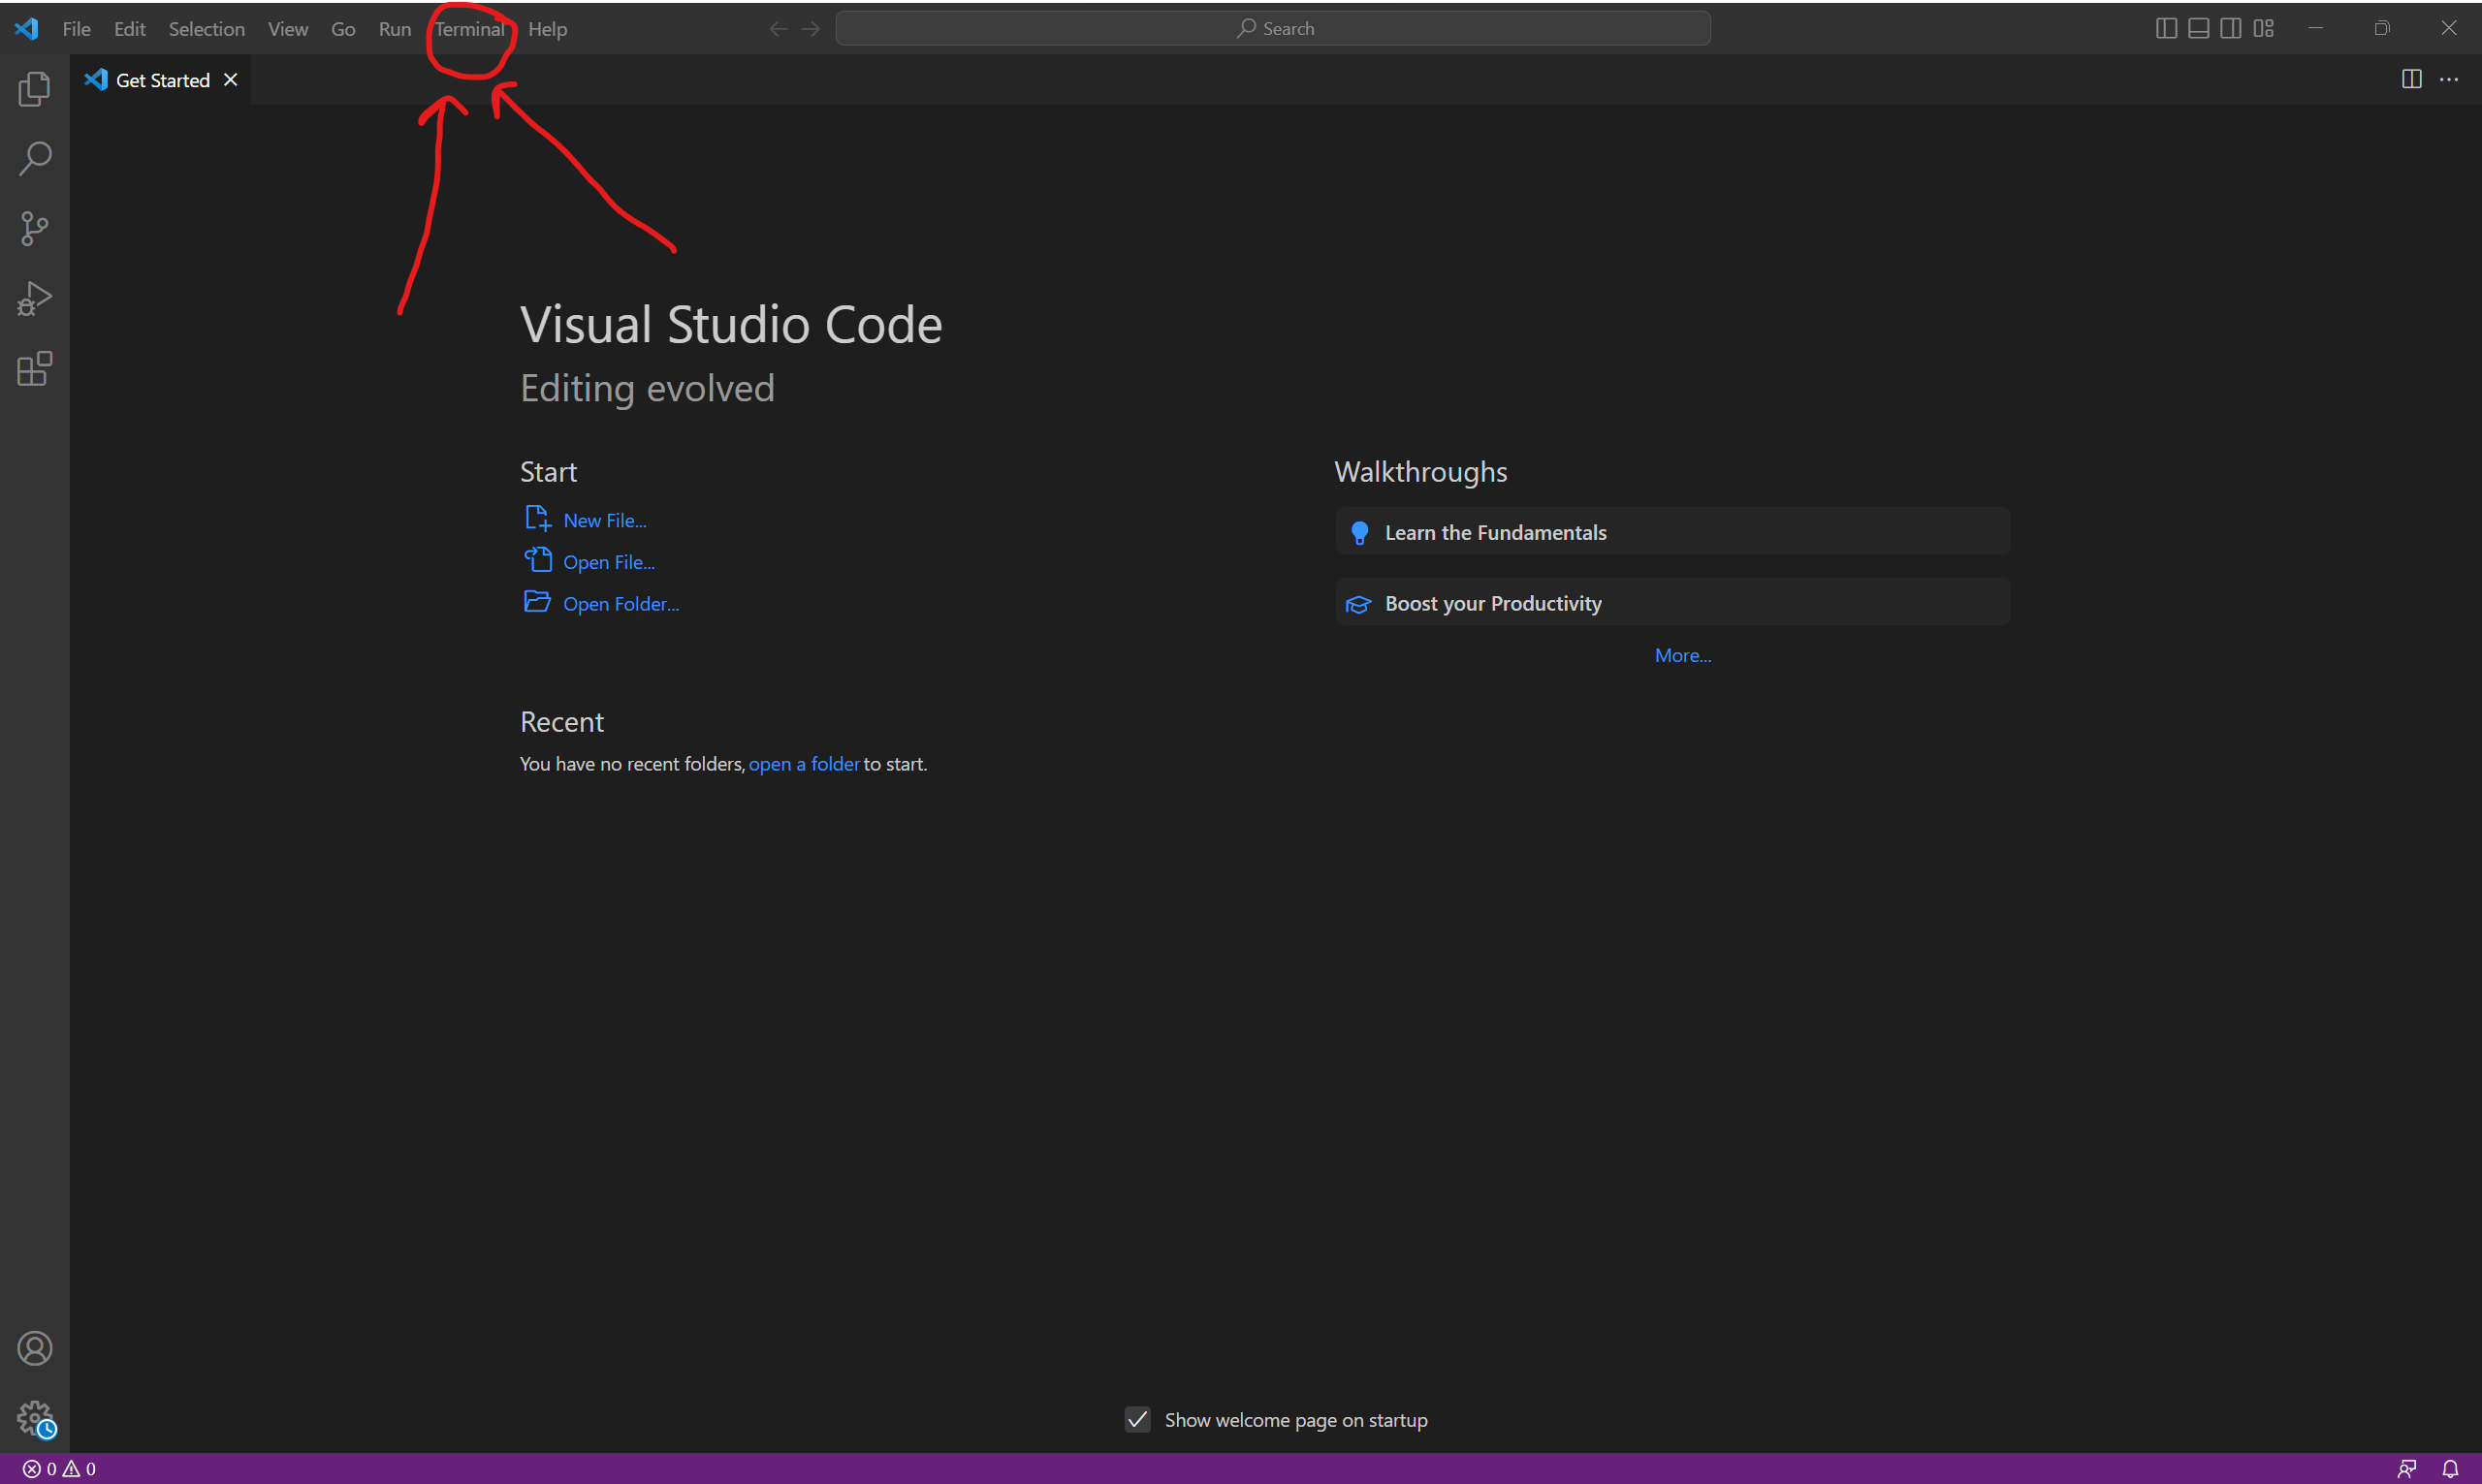 File Edit Selection View Go Run Terminal Help Search
Get Started
Visual Studio Code
Editing evolved
Start
New File...
Open File...
Open Folder...
Walkthroughs
Learn the Fundamentals
Boost your Productivity
More...
Recent
You have no recent folders, open a folder to start.
Show welcome page on startup
0 0